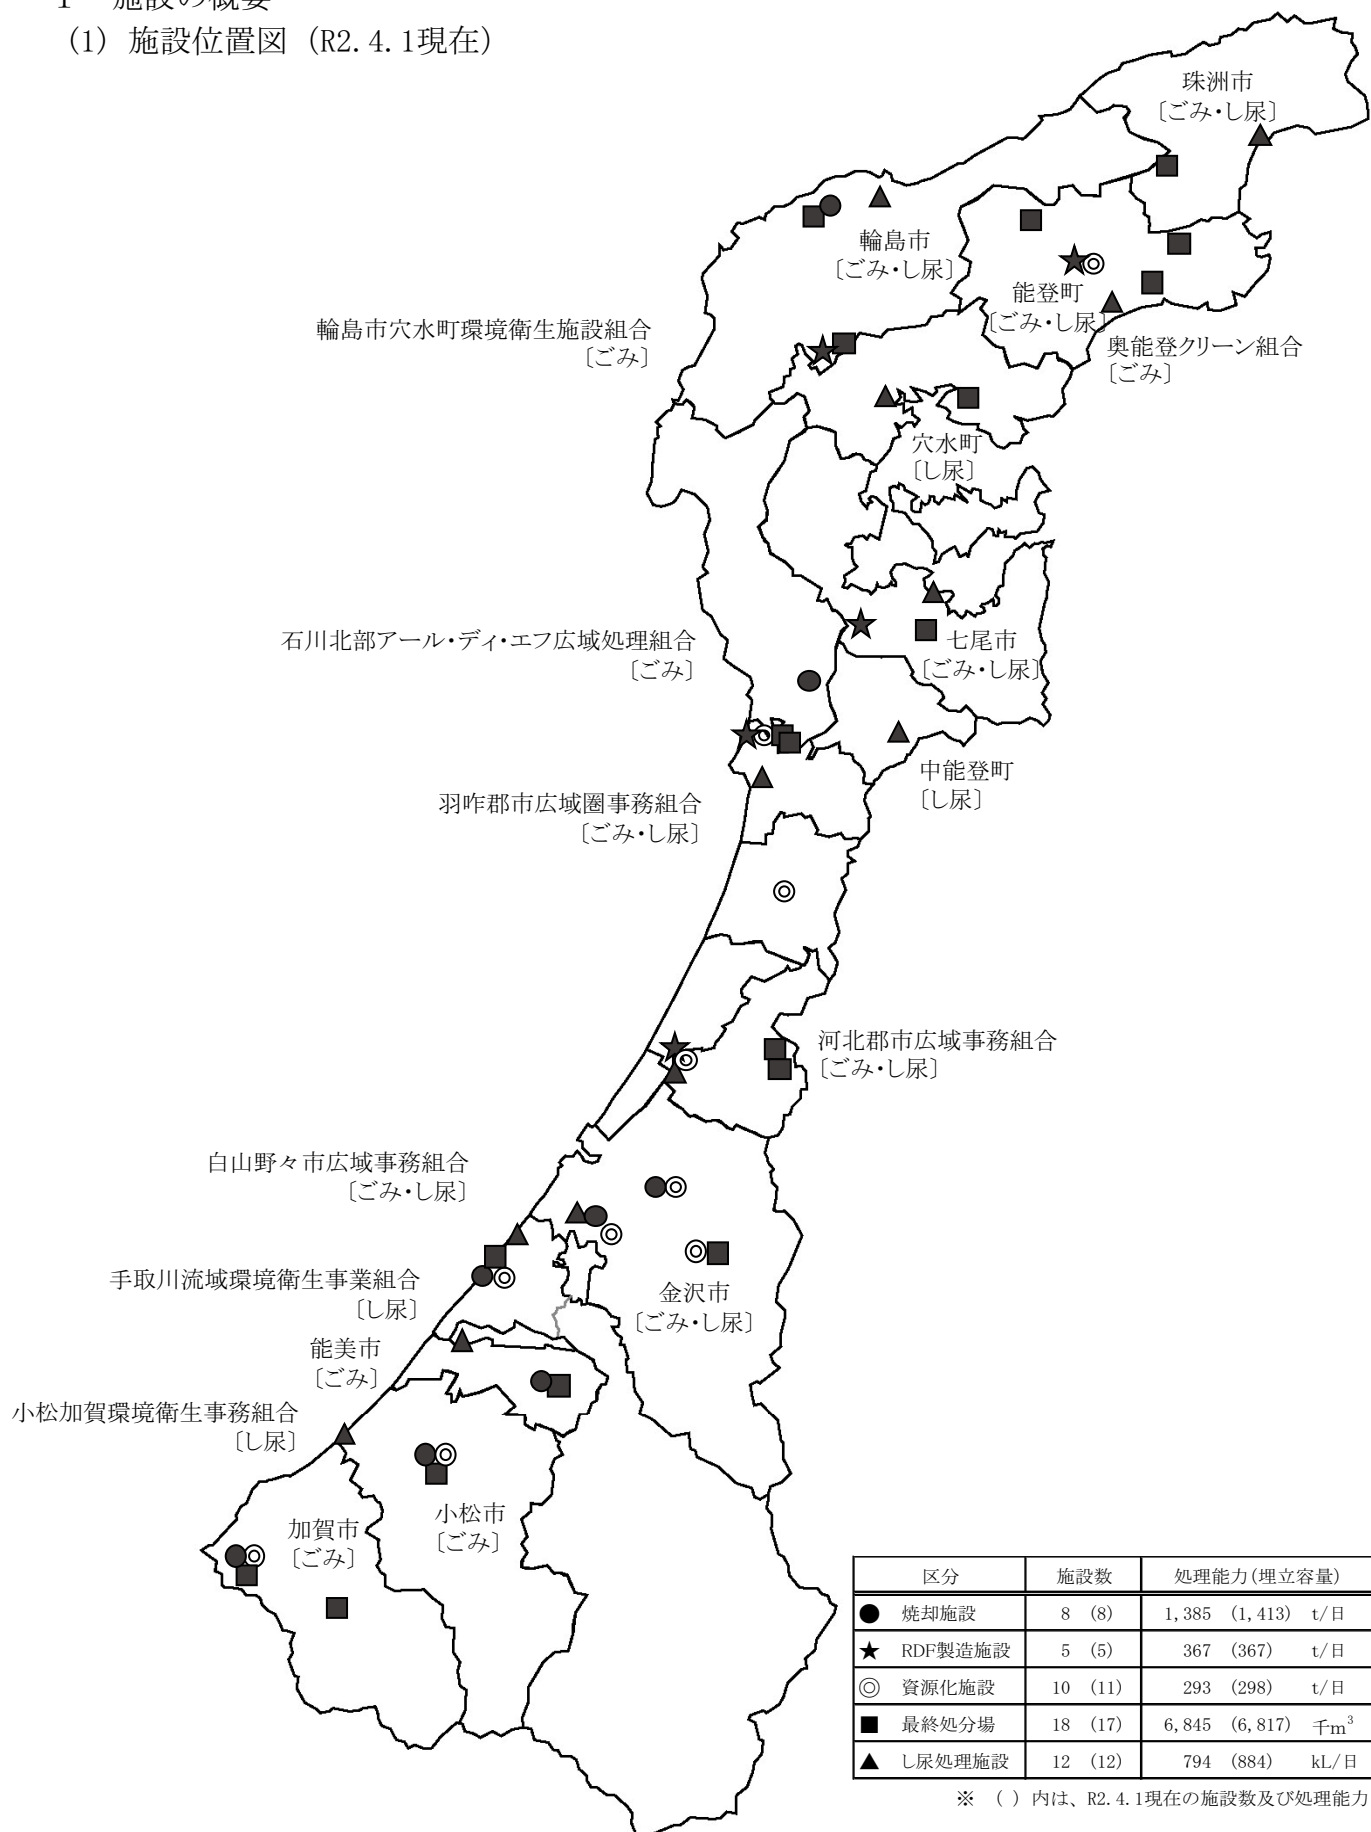 1 施設の概要
(1) 施設位置図 (R2.4.1現在)
珠洲市
〔ごみ・し尿〕
輪島市
〔ごみ・し尿〕
能登町
〔ごみ・し尿〕
輪島市穴水町環境衛生施設組合
〔ごみ〕
奥能登クリーン組合
〔ごみ〕
穴水町
〔し尿〕
石川北部アール・ディ・エフ広域処理組合
〔ごみ〕
七尾市
〔ごみ・し尿〕
中能登町
〔し尿〕
羽咋郡市広域圏事務組合
〔ごみ・し尿〕
河北郡市広域事務組合
〔ごみ・し尿〕
白山野々市広域事務組合
〔ごみ・し尿〕
手取川流域環境衛生事業組合
〔し尿〕
金沢市
〔ごみ・し尿〕
能美市
〔ごみ〕
小松加賀環境衛生事務組合
〔し尿〕
小松市
〔ごみ〕
加賀市
〔ごみ〕
区分 施設数 処理能力(埋立容量)
● 焼却施設 8 (8) 1,385 (1,413) t/日
★ RDF製造施設 5 (5) 367 (367) t/日
◎ 資源化施設 10 (11) 293 (298) t/日
■ 最終処分場 18 (17) 6,845 (6,817) 千m³
▲ し尿処理施設 12 (12) 794 (884) kL/日
※ ( ) 内は、R2.4.1現在の施設数及び処理能力